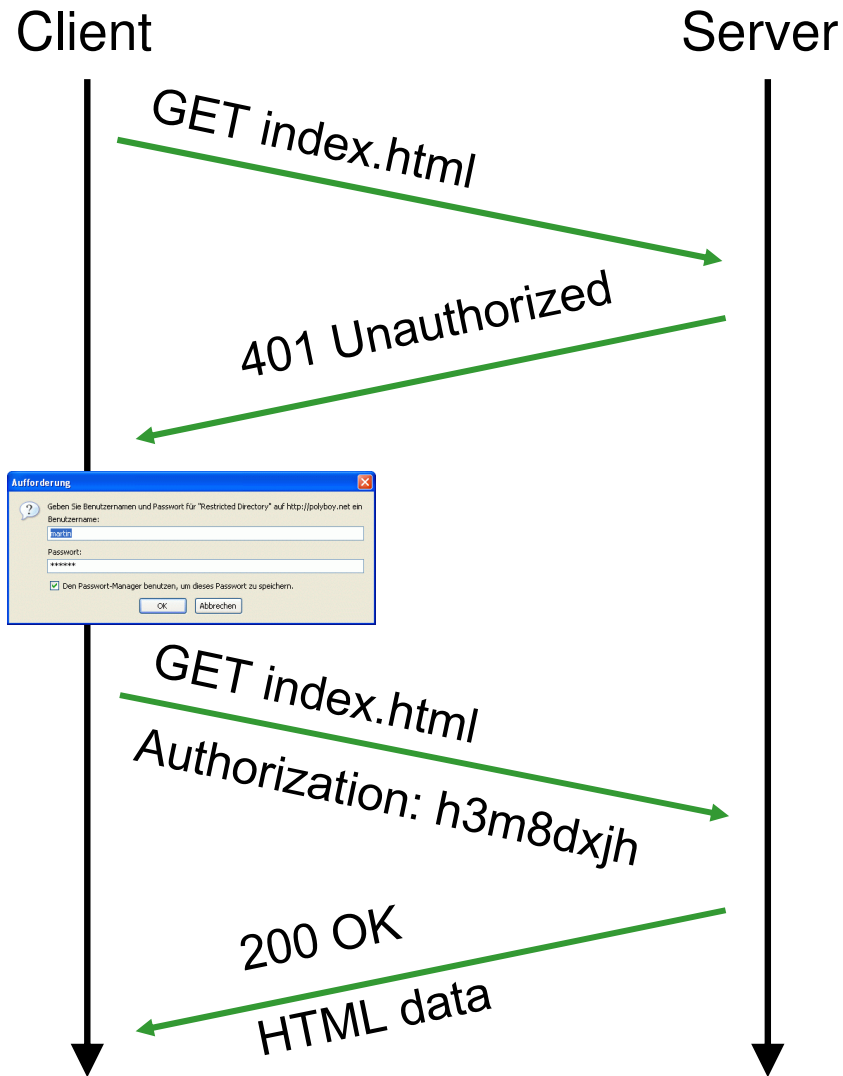 Client
Server
GET index.html
401 Unauthorized
Aufforderung
Geben Sie Benutzernamen und Passwort für "Restricted Directory" auf http://polyboy.net ein
Benutzername:
martin
Passwort:
******
Den Passwort-Manager benutzen, um dieses Passwort zu speichern.
OK
Abbrechen
GET index.html
Authorization: h3m8dxjh
200 OK
HTML data